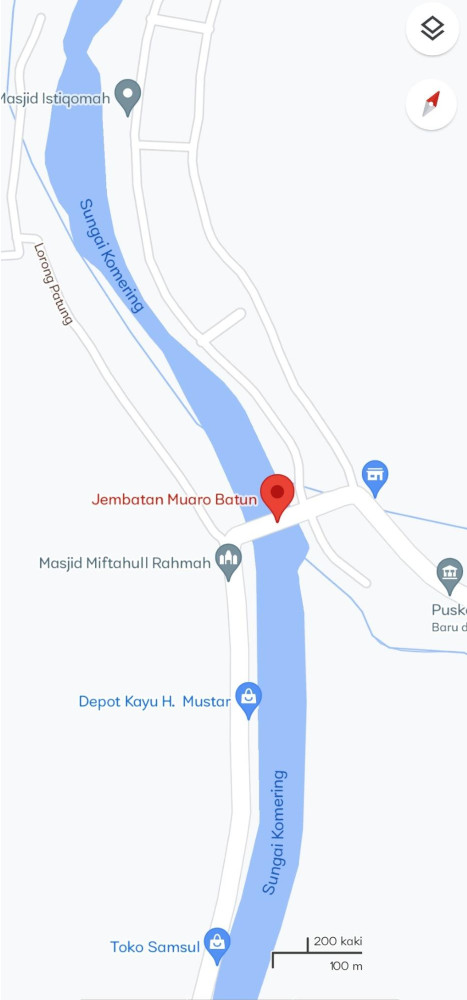 Masjid Istiqomah
Sungai Komering
Lorong Patung
Jembatan Muaro Batun
Masjid Miftahull Rahmah
Pusk
Baru d
Depot Kayu H. Mustar
Sungai Komering
Toko Samsul
200 kaki
100 m